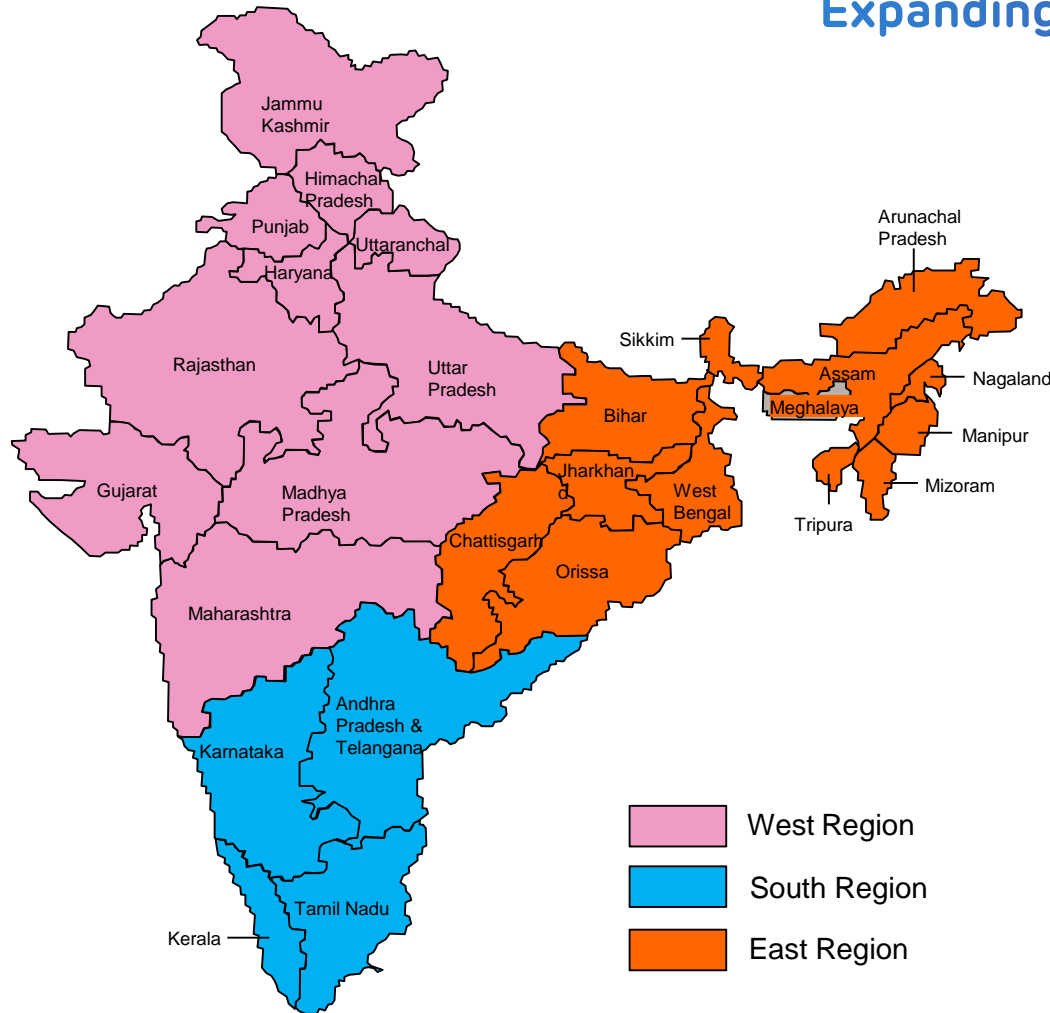 Expanding
Jammu
Kashmir
Himachal
Pradesh
Punjab
Uttaranchal
Haryana
Arunachal
Pradesh
Sikkim
Rajasthan
Uttar
Pradesh
Assam
Nagaland
Meghalaya
Bihar
Manipur
Jharkhan
d
Gujarat
Madhya
Pradesh
West
Bengal
Mizoram
Tripura
Chattisgarh
Orissa
Maharashtra
Andhra
Pradesh &
Telangana
Karnataka
West Region
South Region
Tamil Nadu
Kerala
East Region